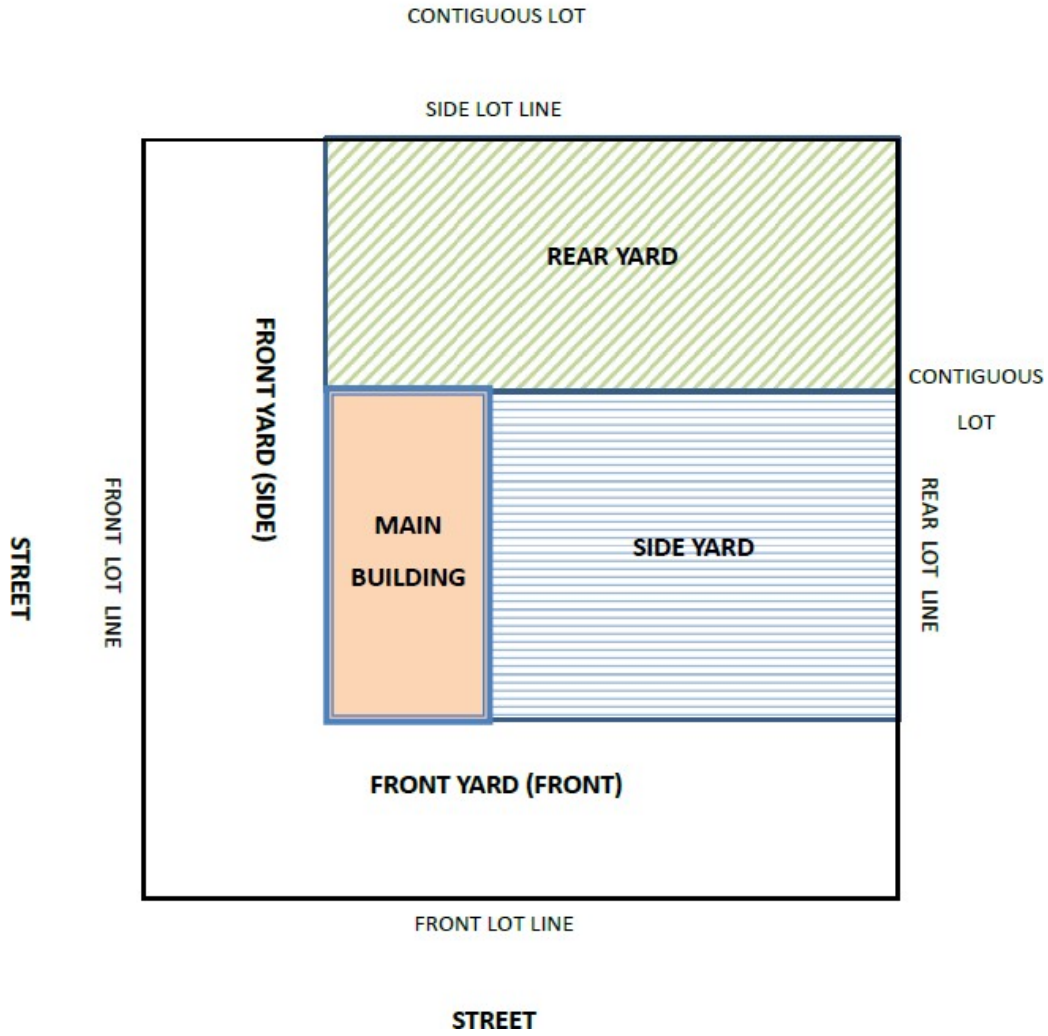 CONTIGUOUS LOT
SIDE LOT LINE
REAR YARD
FRONT YARD (SIDE)
CONTIGUOUS
LOT
FRONT LOT LINE
STREET
MAIN
BUILDING
SIDE YARD
REAR LOT LINE
FRONT YARD (FRONT)
FRONT LOT LINE
STREET